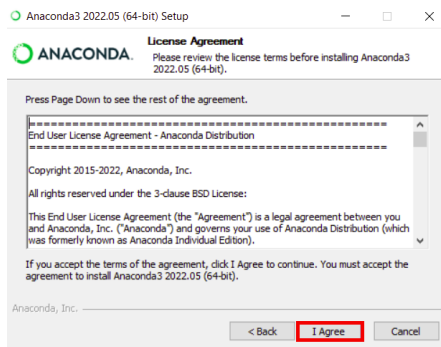 Anaconda3 2022.05 (64-bit) Setup
ANACONDA.
License Agreement
Please review the license terms before installing Anaconda3
2022.05 (64-bit).
Press Page Down to see the rest of the agreement.
====================================================
End User License Agreement - Anaconda Distribution
====================================================
Copyright 2015-2022, Anaconda, Inc.
All rights reserved under the 3-clause BSD License:
This End User License Agreement (the "Agreement") is a legal agreement between you
and Anaconda, Inc. ("Anaconda") and governs your use of Anaconda Distribution (which
was formerly known as Anaconda Individual Edition).
If you accept the terms of the agreement, click I Agree to continue. You must accept the
agreement to install Anaconda3 2022.05 (64-bit).
Anaconda, Inc.
< Back
I Agree
Cancel